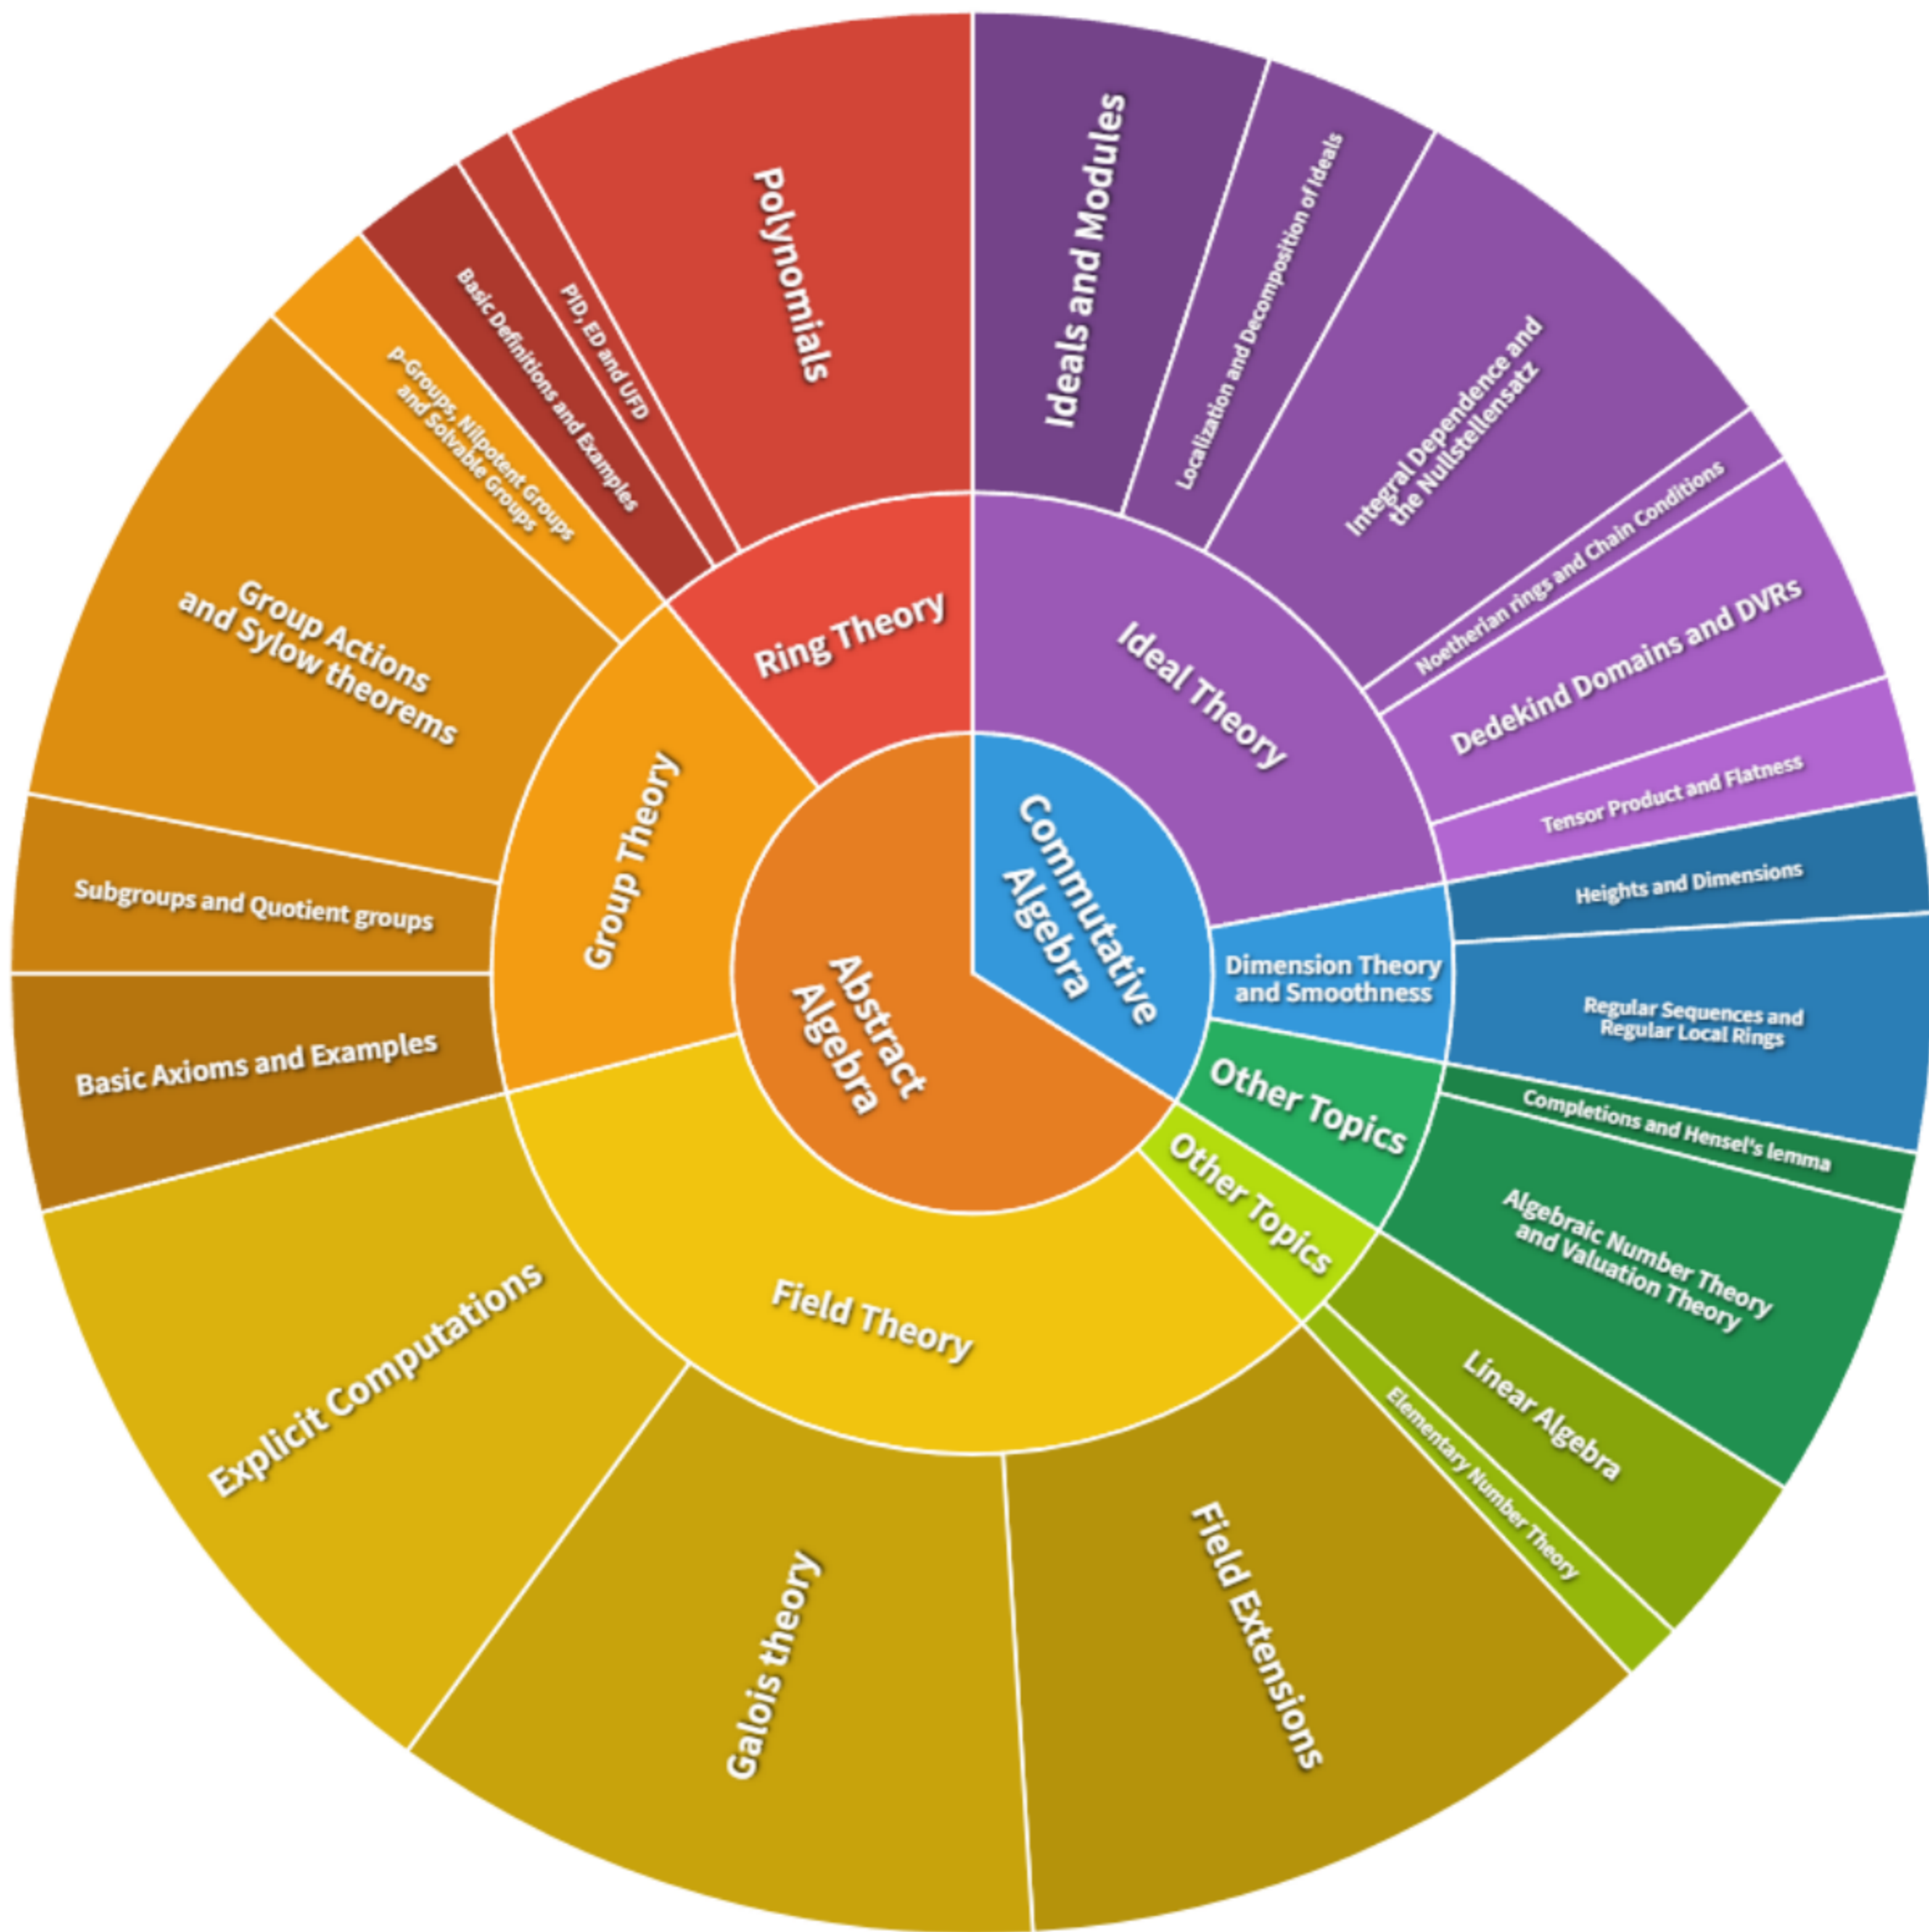 Commutative
Algebra
Abstract
Algebra
Ideal Theory
Dimension Theory
and Smoothness
Other Topics
Other Topics
Field Theory
Group Theory
Ring Theory
Ideals and Modules
Localization and Decomposition of Ideals
Integral Dependence and
the Nullstellensatz
Noetherian rings and Chain Conditions
Dedekind Domains and DVRs
Tensor Product and Flatness
Heights and Dimensions
Regular Sequences and
Regular Local Rings
Completions and Hensel's lemma
Algebraic Number Theory
and Valuation Theory
Linear Algebra
Elementary Number Theory
Field Extensions
Galois theory
Explicit Computations
Basic Axioms and Examples
Subgroups and Quotient groups
Group Actions
and Sylow theorems
p-Groups, Nilpotent Groups
and Solvable Groups
Basic Definitions and Examples
PID, ED and UFD
Polynomials